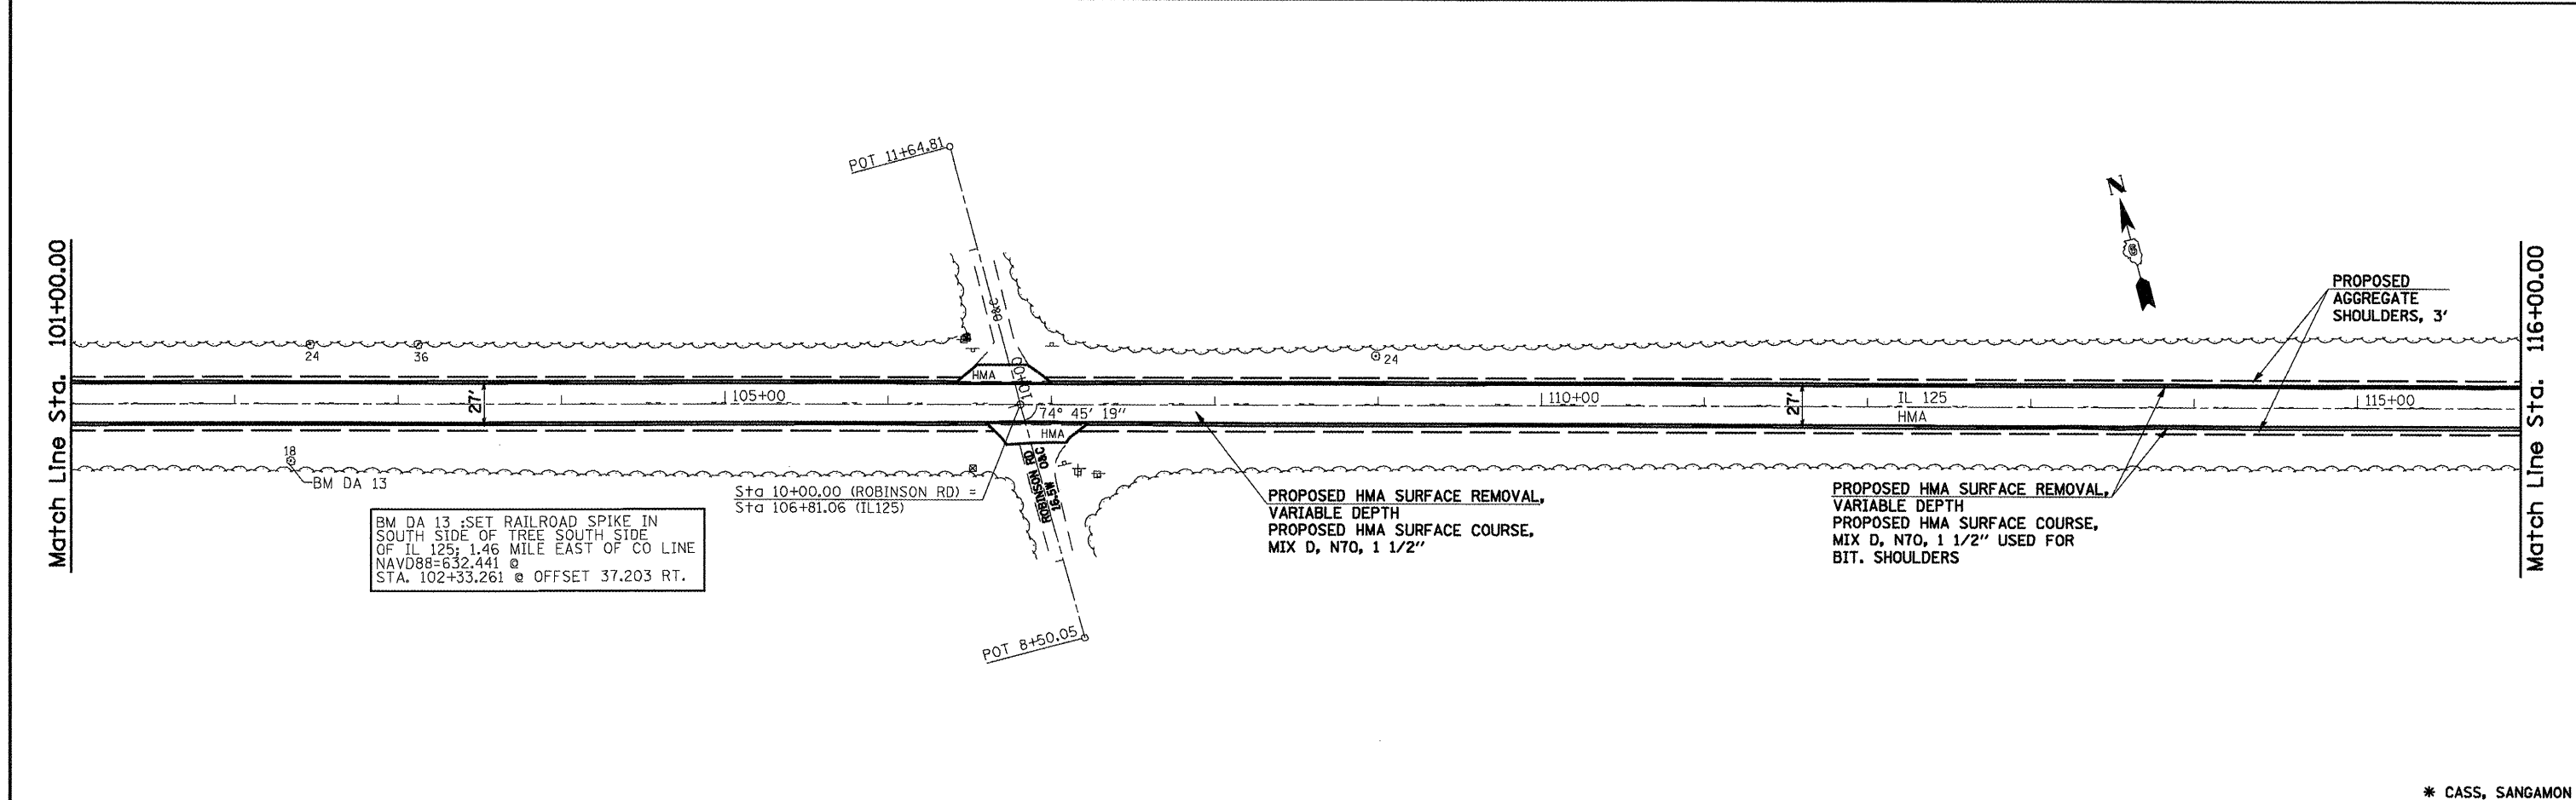 POT 11+64.81
N
Match Line Sta. 101+00.00
Match Line Sta. 116+00.00
PROPOSED
AGGREGATE
SHOULDERS, 3'
24
36
24
O&C
HMA
10+00
27'
105+00
74° 45' 19"
110+00
27'
IL 125
HMA
115+00
HMA
18
BM DA 13
ROBINSON RD
O&C
16.5'W
Sta 10+00.00 (ROBINSON RD) =
Sta 106+81.06 (IL125)
BM DA 13 :SET RAILROAD SPIKE IN
SOUTH SIDE OF TREE SOUTH SIDE
OF IL 125; 1.46 MILE EAST OF CO LINE
NAVD88=632.441 @
STA. 102+33.261 @ OFFSET 37.203 RT.
PROPOSED HMA SURFACE REMOVAL,
VARIABLE DEPTH
PROPOSED HMA SURFACE COURSE,
MIX D, N70, 1 1/2"
PROPOSED HMA SURFACE REMOVAL,
VARIABLE DEPTH
PROPOSED HMA SURFACE COURSE,
MIX D, N70, 1 1/2" USED FOR
BIT. SHOULDERS
POT 8+50.05
* CASS, SANGAMON